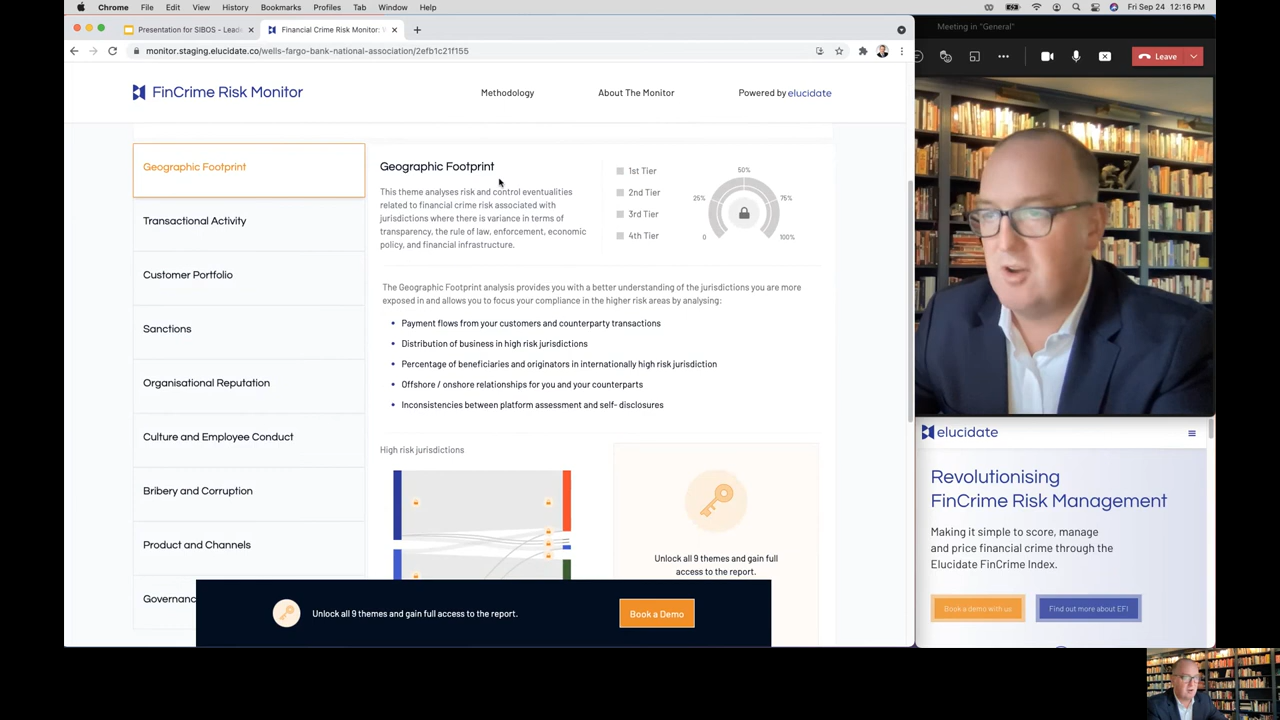 Chrome File Edit View History Bookmarks Profiles Tab Window Help
Fri Sep 24 12:16 PM
Presentation for SIBOS - Lead
Financial Crime Risk Monitor: W
Meeting in "General"
monitor.staging.elucidate.co/wells-fargo-bank-national-association/2efb1c21f155
Leave
FinCrime Risk Monitor
Methodology
About The Monitor
Powered by elucidate
Geographic Footprint
Transactional Activity
Customer Portfolio
Sanctions
Organisational Reputation
Culture and Employee Conduct
Bribery and Corruption
Product and Channels
Governanc
Geographic Footprint
This theme analyses risk and control eventualities
related to financial crime risk associated with
jurisdictions where there is variance in terms of
transparency, the rule of law, enforcement, economic
policy, and financial infrastructure.
1st Tier
2nd Tier
3rd Tier
4th Tier
0
25%
50%
75%
100%
The Geographic Footprint analysis provides you with a better understanding of the jurisdictions you are more
exposed in and allows you to focus your compliance in the higher risk areas by analysing:
• Payment flows from your customers and counterparty transactions
• Distribution of business in high risk jurisdictions
• Percentage of beneficiaries and originators in internationally high risk jurisdiction
• Offshore / onshore relationships for you and your counterparts
• Inconsistencies between platform assessment and self- disclosures
High risk jurisdictions
Unlock all 9 themes and gain full
access to the report.
Unlock all 9 themes and gain full access to the report.
Book a Demo
elucidate
Revolutionising
FinCrime Risk Management
Making it simple to score, manage
and price financial crime through the
Elucidate FinCrime Index.
Book a demo with us
Find out more about EFI